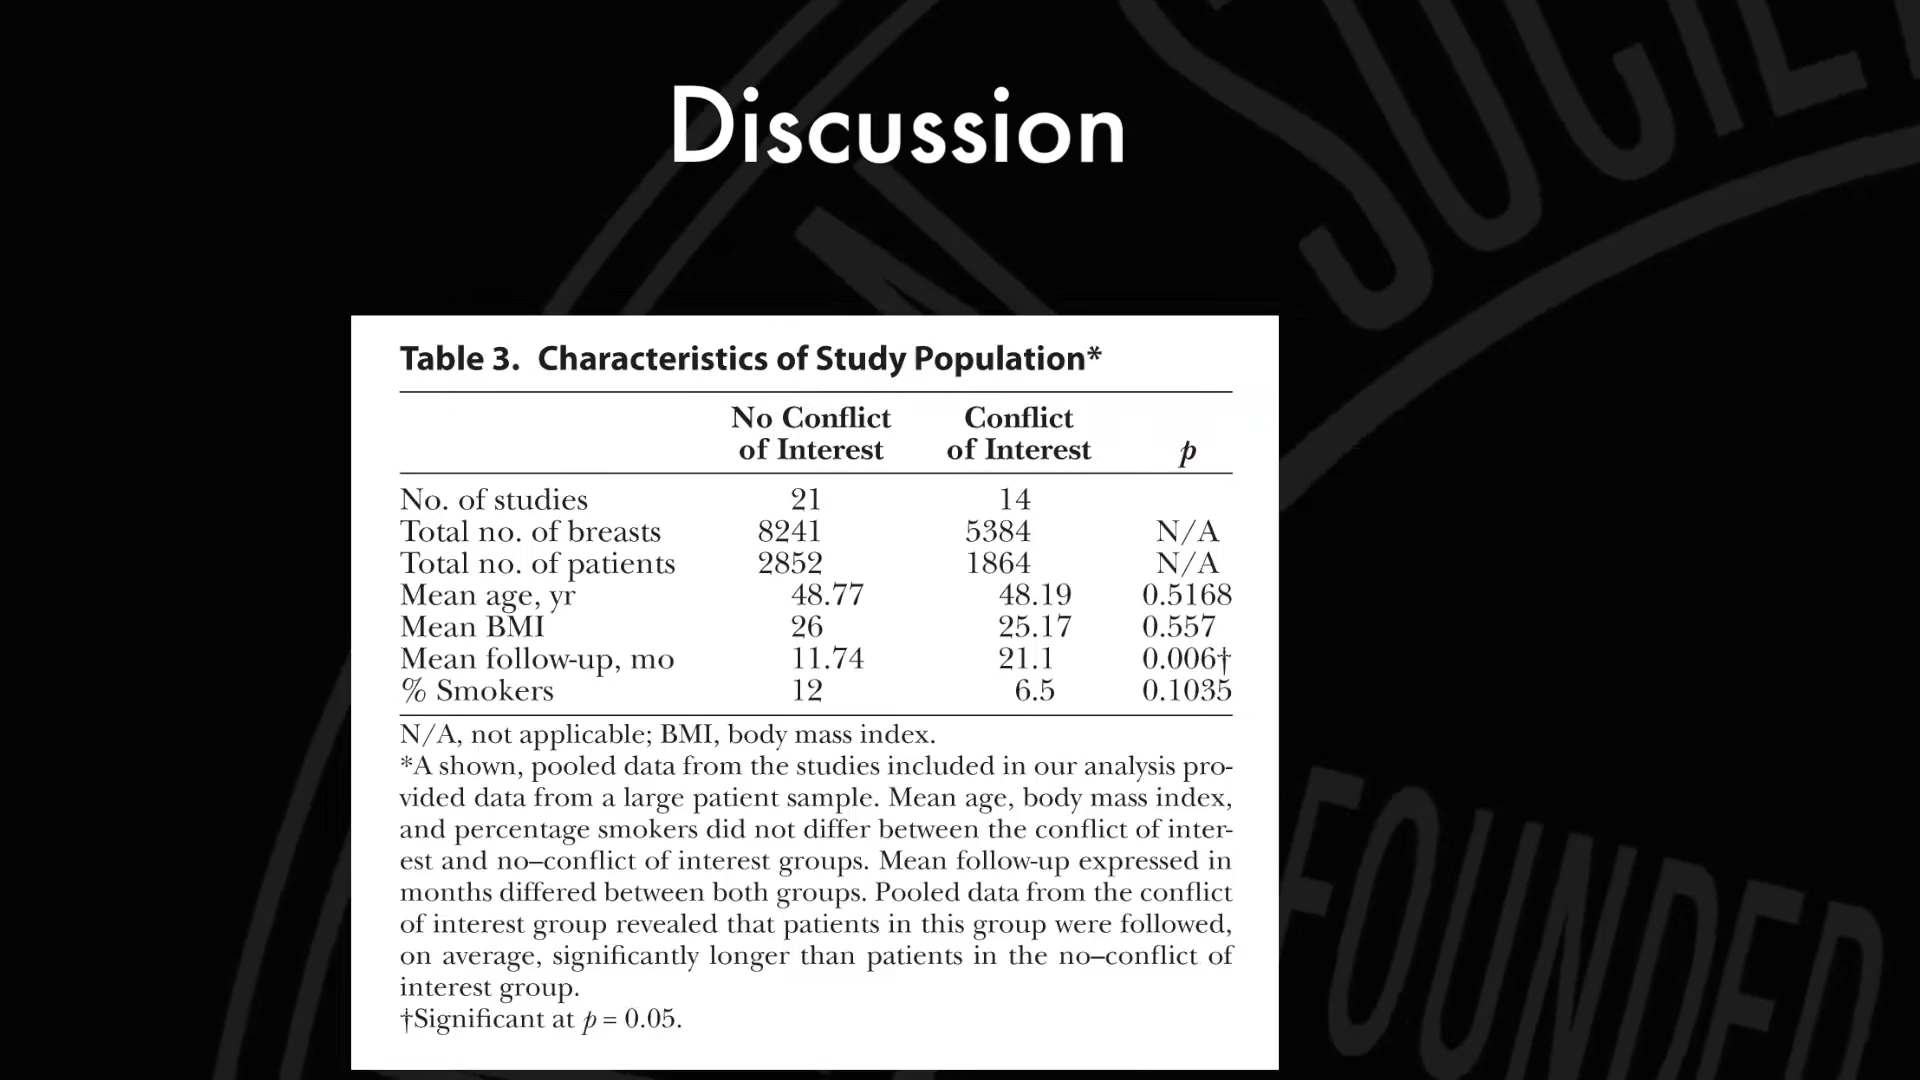 SOCIET
Discussion
Table 3. Characteristics of Study Population*
No Conflict of Interest Conflict of Interest p
No. of studies 21 14
Total no. of breasts 8241 5384 N/A
Total no. of patients 2852 1864 N/A
Mean age, yr 48.77 48.19 0.5168
Mean BMI 26 25.17 0.557
Mean follow-up, mo 11.74 21.1 0.006†
% Smokers 12 6.5 0.1035
N/A, not applicable; BMI, body mass index.
*A shown, pooled data from the studies included in our analysis pro-
vided data from a large patient sample. Mean age, body mass index,
and percentage smokers did not differ between the conflict of inter-
est and no–conflict of interest groups. Mean follow-up expressed in
months differed between both groups. Pooled data from the conflict
of interest group revealed that patients in this group were followed,
on average, significantly longer than patients in the no–conflict of
interest group.
†Significant at p = 0.05.
FOUNDED